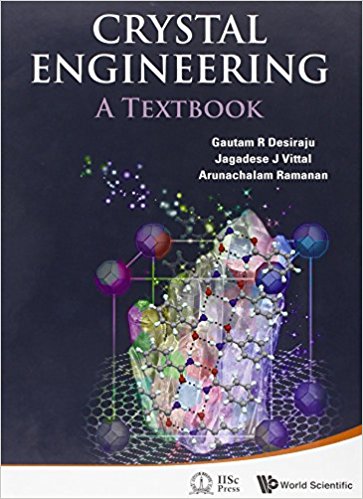 CRYSTAL
ENGINEERING
A TEXTBOOK
Gautam R Desiraju
Jagadese J Vittal
Arunachalam Ramanan
IISc
Press
World Scientific